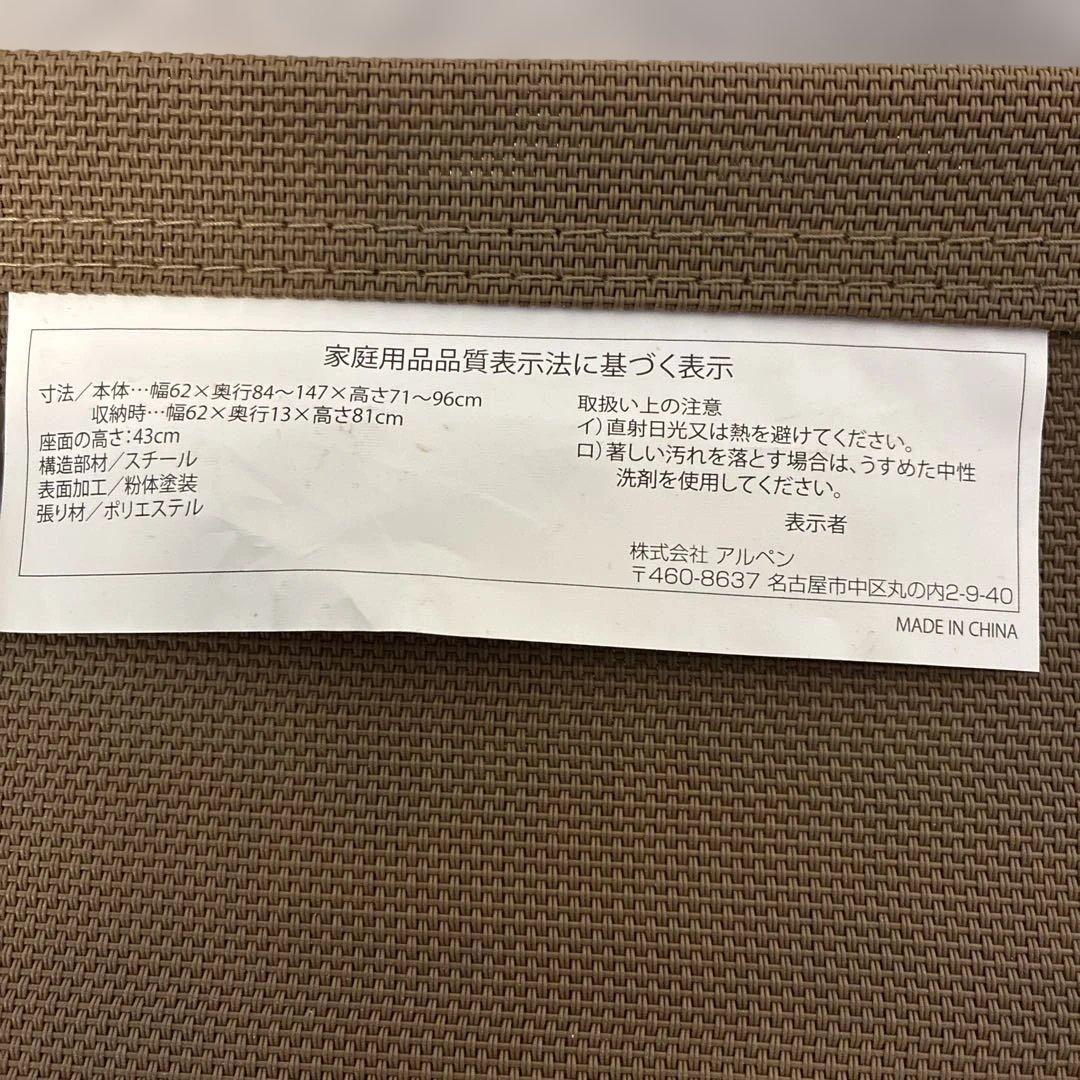 家庭用品品質表示法に基づく表示
寸法／本体…幅62×奥行84～147×高さ71～96cm
収納時…幅62×奥行13×高さ81cm
座面の高さ：43cm
構造部材／スチール
表面加工／粉体塗装
張り材／ポリエステル
取扱い上の注意
イ）直射日光又は熱を避けてください。
ロ）著しい汚れを落とす場合は、うすめた中性
洗剤を使用してください。
表示者
株式会社 アルペン
〒460-8637 名古屋市中区丸の内2-9-40
MADE IN CHINA